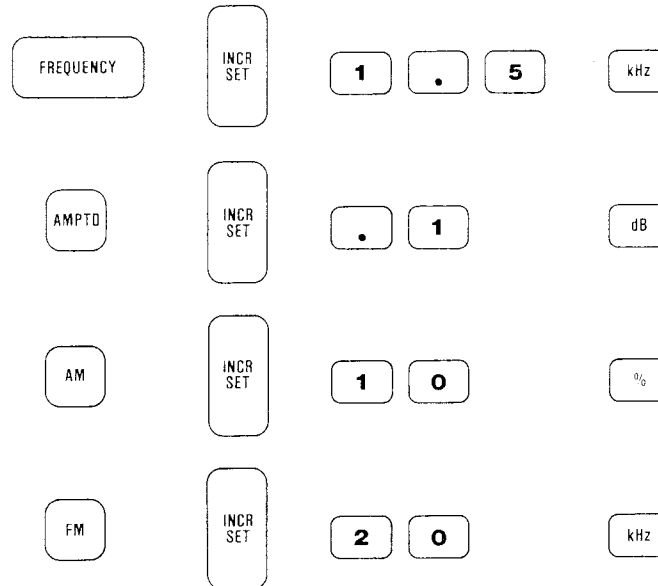 FREQUENCY INCR SET 1 . 5 kHz
AMPTD INCR SET . 1 dB
AM INCR SET 1 0 %
FM INCR SET 2 0 kHz